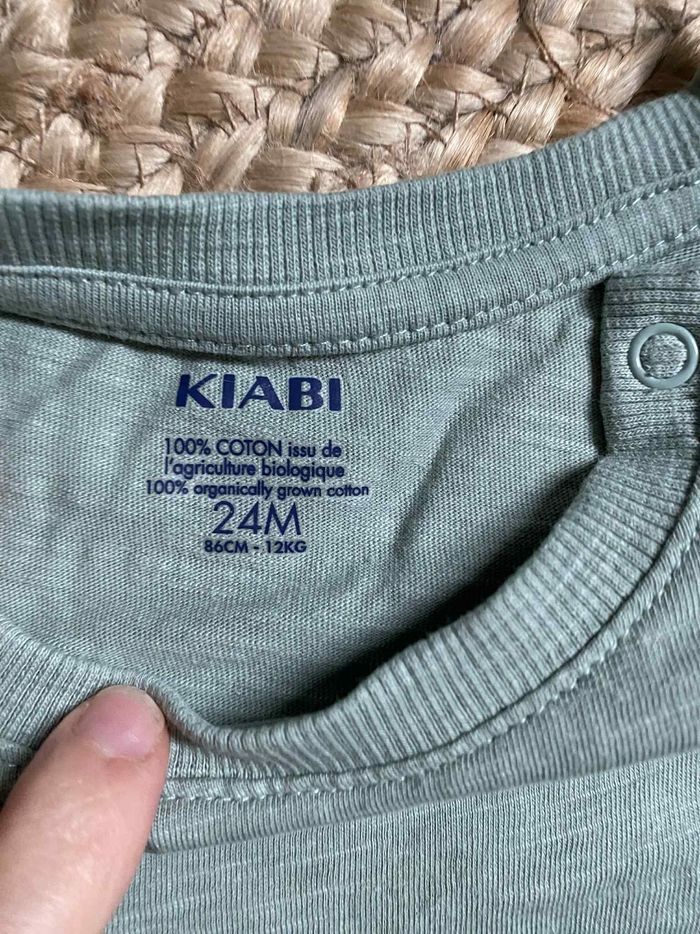 KIABI
100% COTON issu de
l'agriculture biologique
100% organically grown cotton
24M
86CM - 12KG